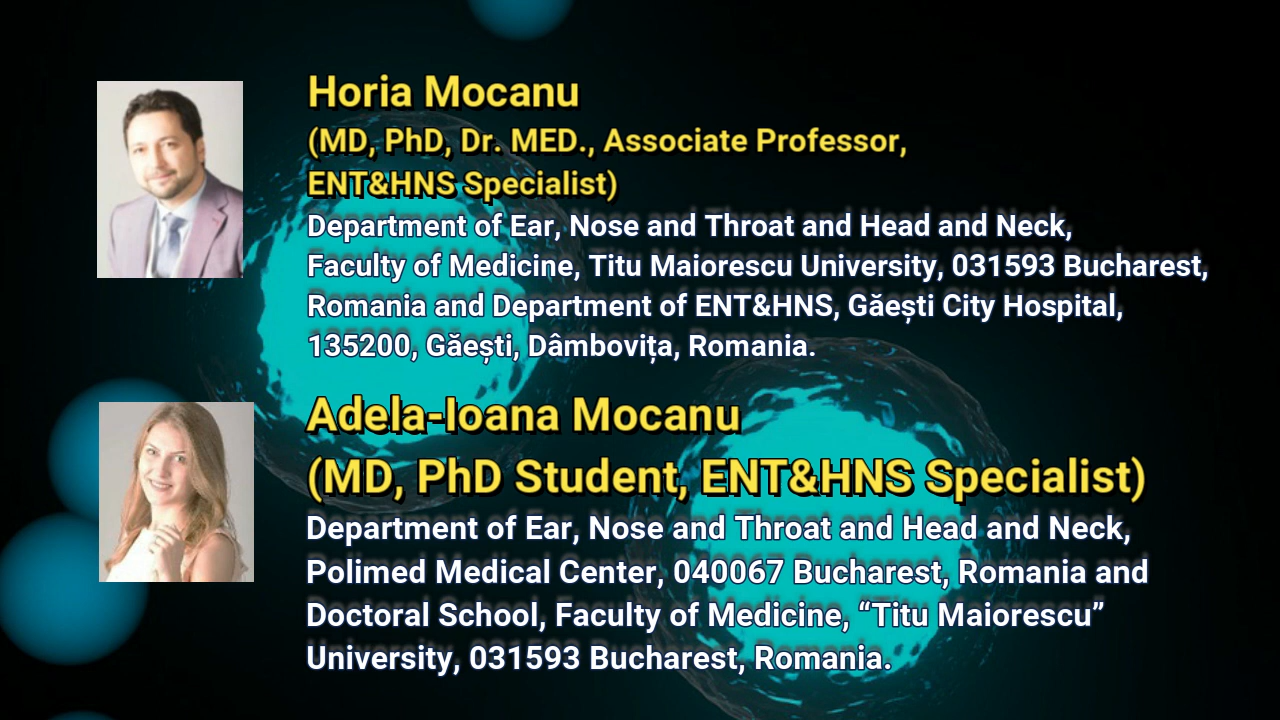 Horia Mocanu
(MD, PhD, Dr. MED., Associate Professor,
ENT&HNS Specialist)
Department of Ear, Nose and Throat and Head and Neck,
Faculty of Medicine, Titu Maiorescu University, 031593 Bucharest,
Romania and Department of ENT&HNS, Găești City Hospital,
135200, Găești, Dâmbovița, Romania.
Adela-Ioana Mocanu
(MD, PhD Student, ENT&HNS Specialist)
Department of Ear, Nose and Throat and Head and Neck,
Polimed Medical Center, 040067 Bucharest, Romania and
Doctoral School, Faculty of Medicine, “Titu Maiorescu”
University, 031593 Bucharest, Romania.